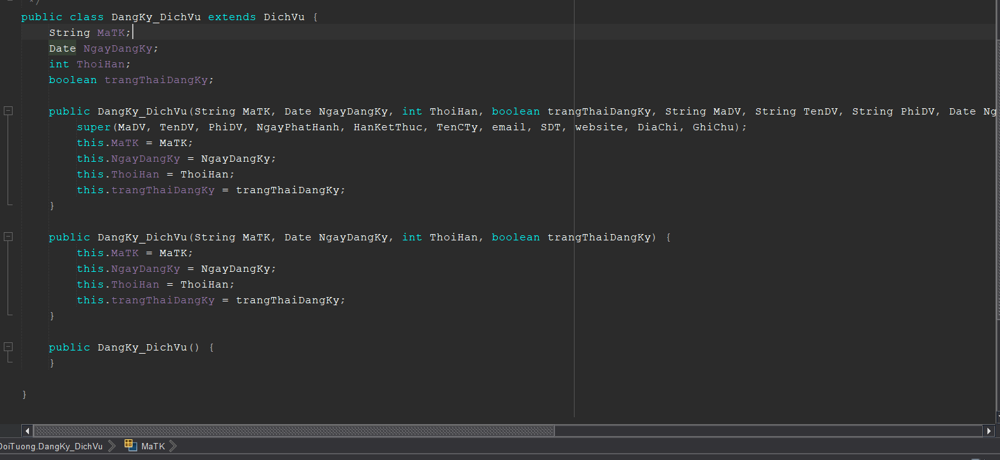 */
public class DangKy_DichVu extends DichVu {
String MaTK;
Date NgayDangKy;
int ThoiHan;
boolean trangThaiDangKy;
public DangKy_DichVu(String MaTK, Date NgayDangKy, int ThoiHan, boolean trangThaiDangKy, String MaDV, String TenDV, String PhiDV, Date Ng
super(MaDV, TenDV, PhiDV, NgayPhatHanh, HanKetThuc, TenCTy, email, SDT, website, DiaChi, GhiChu);
this.MaTK = MaTK;
this.NgayDangKy = NgayDangKy;
this.ThoiHan = ThoiHan;
this.trangThaiDangKy = trangThaiDangKy;
}
public DangKy_DichVu(String MaTK, Date NgayDangKy, int ThoiHan, boolean trangThaiDangKy) {
this.MaTK = MaTK;
this.NgayDangKy = NgayDangKy;
this.ThoiHan = ThoiHan;
this.trangThaiDangKy = trangThaiDangKy;
}
public DangKy_DichVu() {
}
}
DoiTuong.DangKy_DichVu MaTK